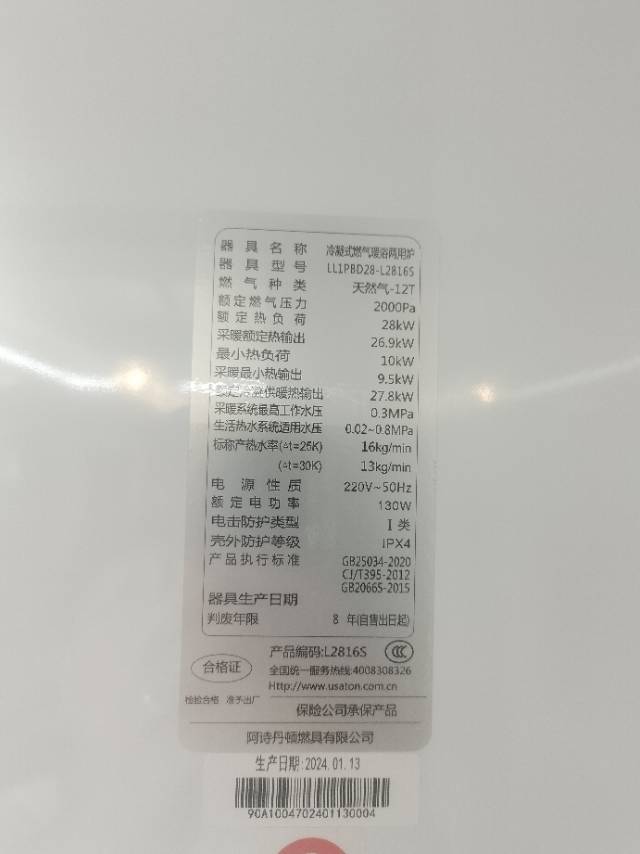 器具名称 冷凝式燃气暖浴两用炉
器具型号 LL1PBD28-L2816S
燃气种类 天然气-12T
额定燃气压力 2000Pa
额定热负荷 28kW
采暖额定热输出 26.9kW
最小热负荷 10kW
采暖最小热输出 9.5kW
额定冷凝供暖热输出 27.8kW
采暖系统最高工作水压 0.3MPa
生活热水系统适用水压 0.02~0.8MPa
标称产热水率(△t=25K) 16kg/min
(△t=30K) 13kg/min
电源性质 220V~50Hz
额定电功率 130W
电击防护类型 I 类
壳外防护等级 IPX4
产品执行标准 GB25034-2020
CJ/T395-2012
GB20665-2015
器具生产日期
判废年限 8 年(自售出日起)
产品编码:L2816S
合格证
全国统一服务热线:4008308326
Http://www.usaton.com.cn
检验合格 准予出厂
保险公司承保产品
阿诗丹顿燃具有限公司
生产日期:2024.01.13
90A1004702401130004